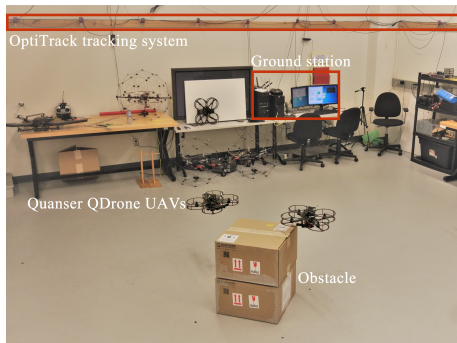 OptiTrack tracking system
Ground station
Quanser QDrone UAVs
Obstacle